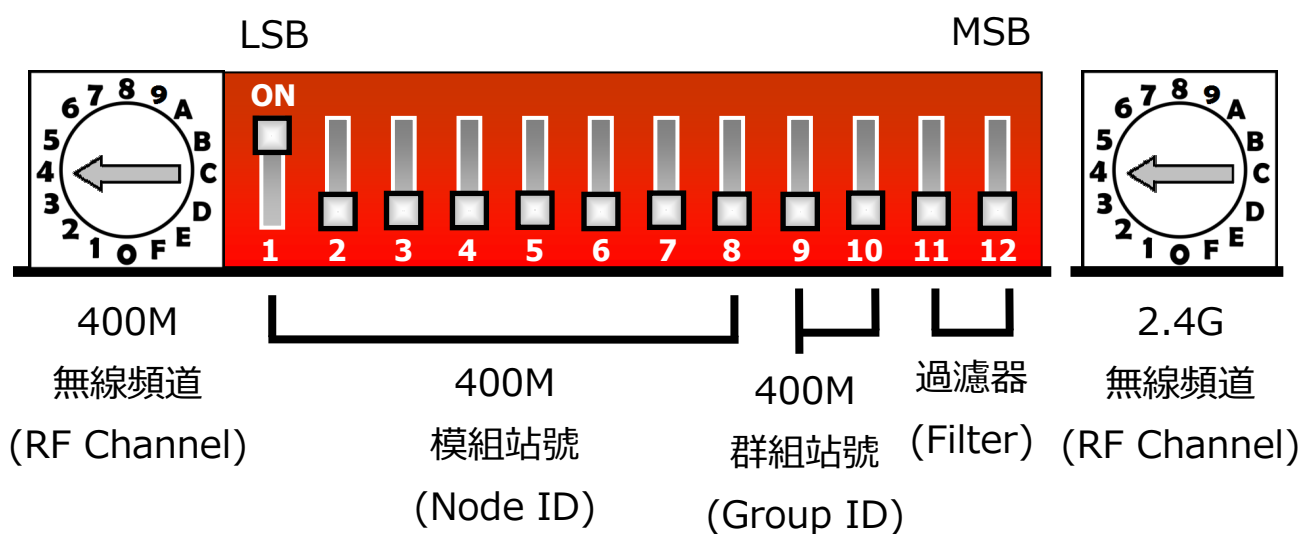 LSB
MSB
0 1 2 3 4 5 6 7 8 9 A B C D E F
ON
1 2 3 4 5 6 7 8 9 10 11 12
0 1 2 3 4 5 6 7 8 9 A B C D E F
400M
無線頻道
(RF Channel)
400M
模組站號
(Node ID)
400M
群組站號
(Group ID)
過濾器
(Filter)
2.4G
無線頻道
(RF Channel)